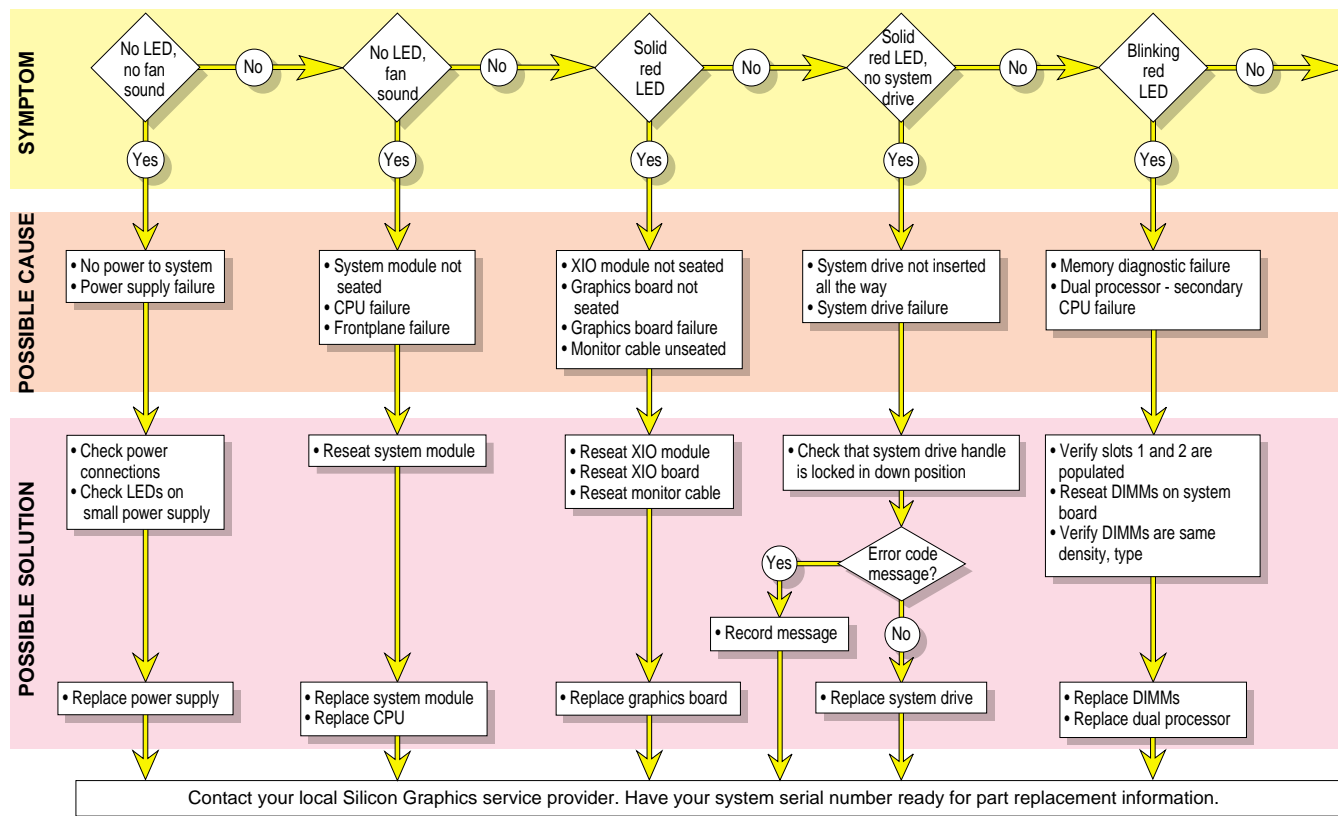 SYMPTOM
No LED,
no fan
sound
No
No LED,
fan
sound
No
Solid
red
LED
No
Solid
red LED,
no system
drive
No
Blinking
red
LED
No
Yes
Yes
Yes
Yes
Yes
POSSIBLE CAUSE
• No power to system
• Power supply failure
• System module not
seated
• CPU failure
• Frontplane failure
• XIO module not seated
• Graphics board not
seated
• Graphics board failure
• Monitor cable unseated
• System drive not inserted
all the way
• System drive failure
• Memory diagnostic failure
• Dual processor - secondary
CPU failure
POSSIBLE SOLUTION
• Check power
connections
• Check LEDs on
small power supply
• Reseat system module
• Reseat XIO module
• Reseat XIO board
• Reseat monitor cable
• Check that system drive handle
is locked in down position
• Verify slots 1 and 2 are
populated
• Reseat DIMMs on system
board
• Verify DIMMs are same
density, type
Error code
message?
Yes
No
• Record message
• Replace power supply
• Replace system module
• Replace CPU
• Replace graphics board
• Replace system drive
• Replace DIMMs
• Replace dual processor
Contact your local Silicon Graphics service provider. Have your system serial number ready for part replacement information.